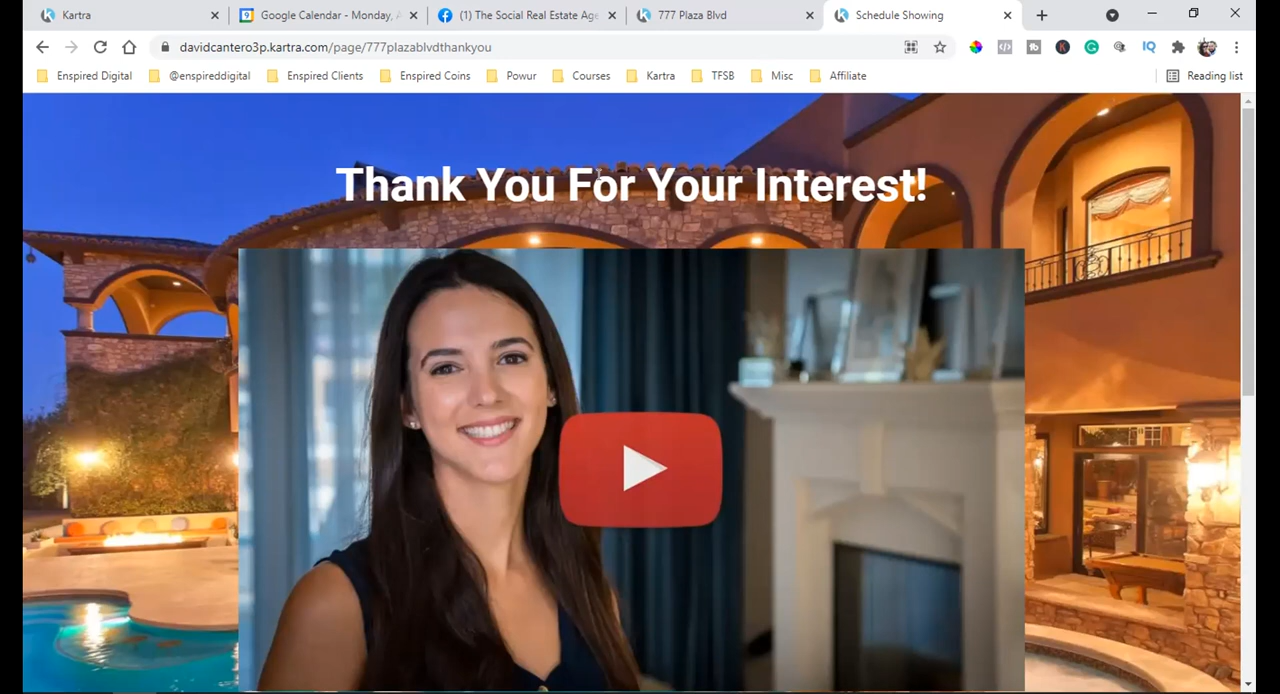 Kartra
Google Calendar - Monday, A
(1) The Social Real Estate Age
777 Plaza Blvd
Schedule Showing
davidcantero3p.kartra.com/page/777plazablvdthankyou
Enspired Digital
@enspireddigital
Enspired Clients
Enspired Coins
Powur
Courses
Kartra
TFSB
Misc
Affiliate
Reading list
Thank You For Your Interest!